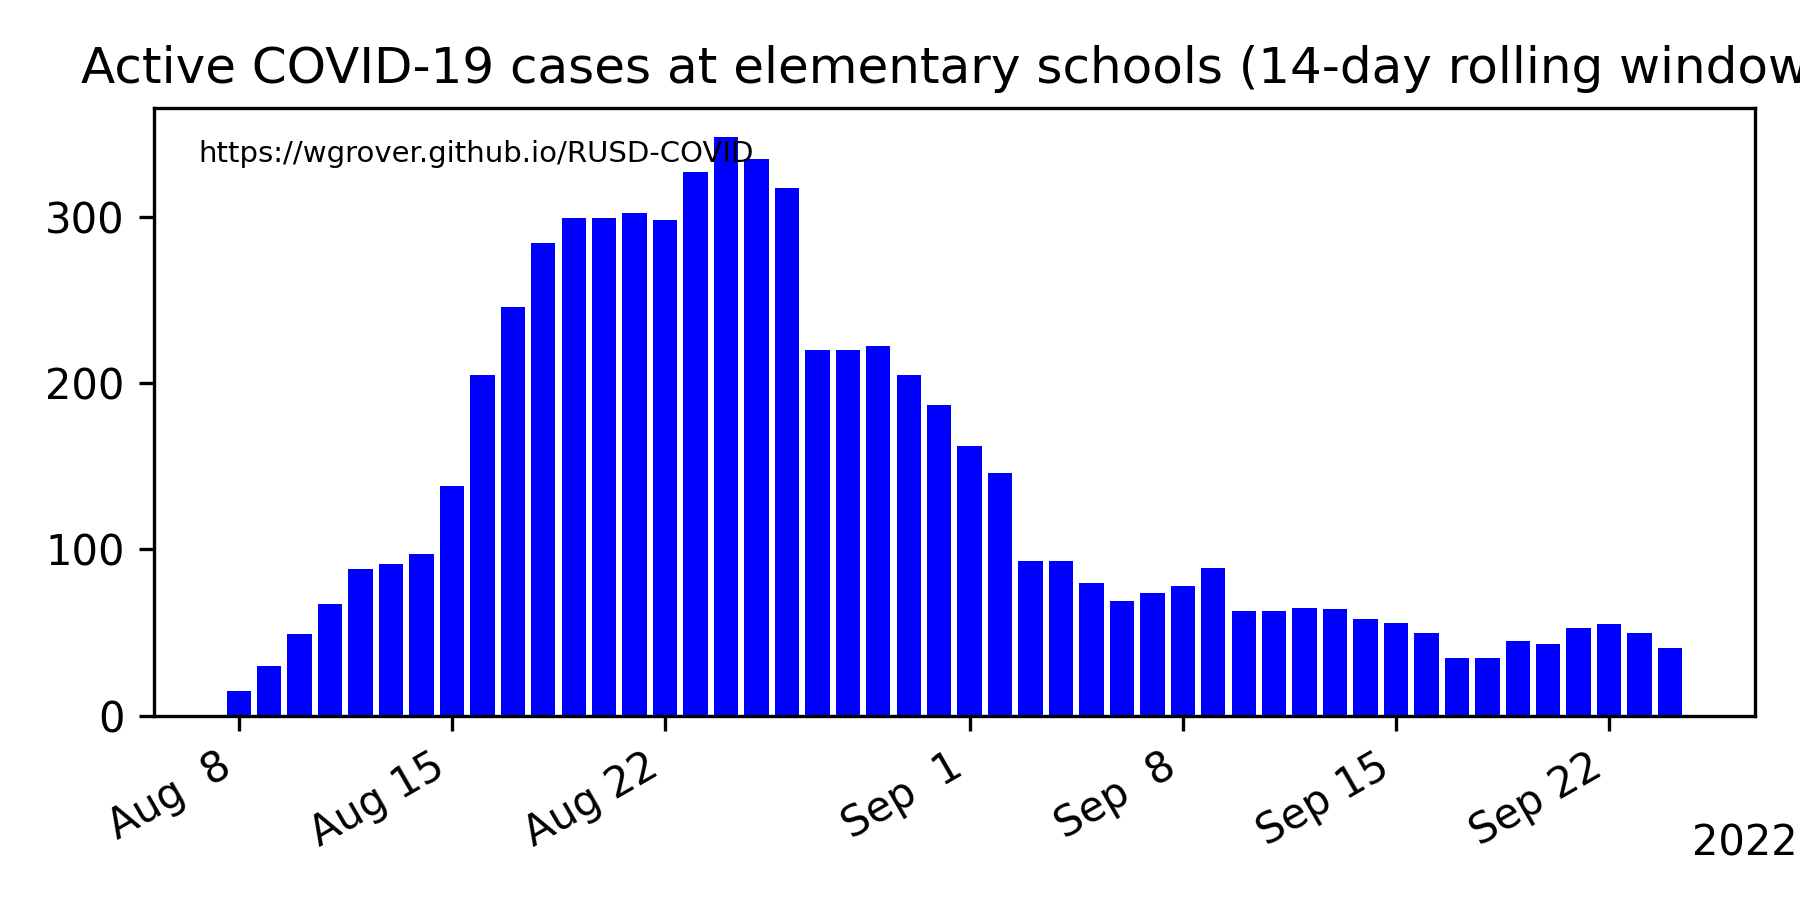 Active COVID-19 cases at elementary schools (14-day rolling window
https://wgrover.github.io/RUSD-COVID
300
200
100
0
Aug 8
Aug 15
Aug 22
Sep 1
Sep 8
Sep 15
Sep 22
2022